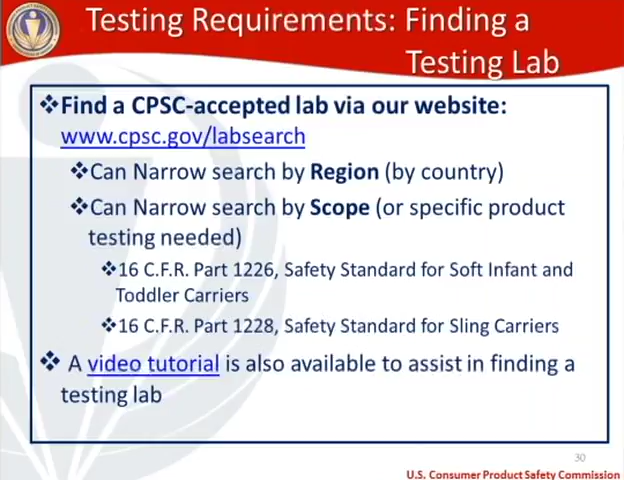 Testing Requirements: Finding a
Testing Lab
❖Find a CPSC-accepted lab via our website:
www.cpsc.gov/labsearch
❖Can Narrow search by Region (by country)
❖Can Narrow search by Scope (or specific product
testing needed)
❖16 C.F.R. Part 1226, Safety Standard for Soft Infant and
Toddler Carriers
❖16 C.F.R. Part 1228, Safety Standard for Sling Carriers
❖ A video tutorial is also available to assist in finding a
testing lab
30
U.S. Consumer Product Safety Commission